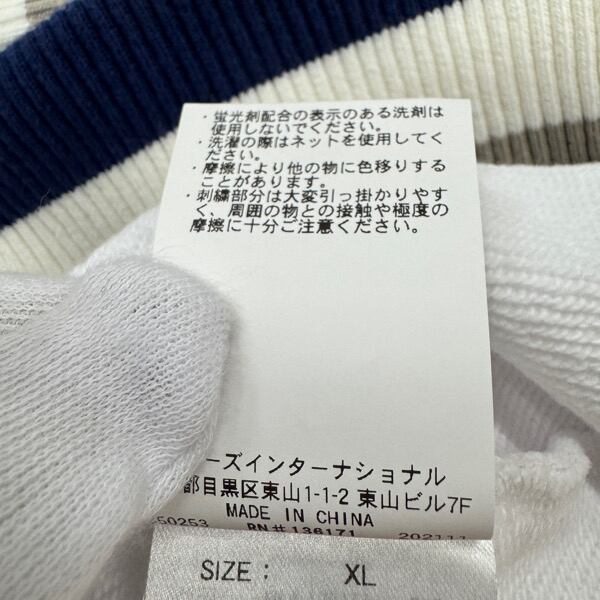 ・蛍光剤配合の表示のある洗剤は
使用しないでください。
・洗濯の際はネットを使用してく
ださい。
・摩擦により他の物に色移りする
ことがあります。
・刺繍部分は大変引っ掛かりやす
く、周囲の物との接触や極度の
摩擦に十分ご注意ください。
ーズインターナショナル
都目黒区東山1-1-2 東山ビル7F
MADE IN CHINA
50253 RN# 136171 202111
SIZE: XL